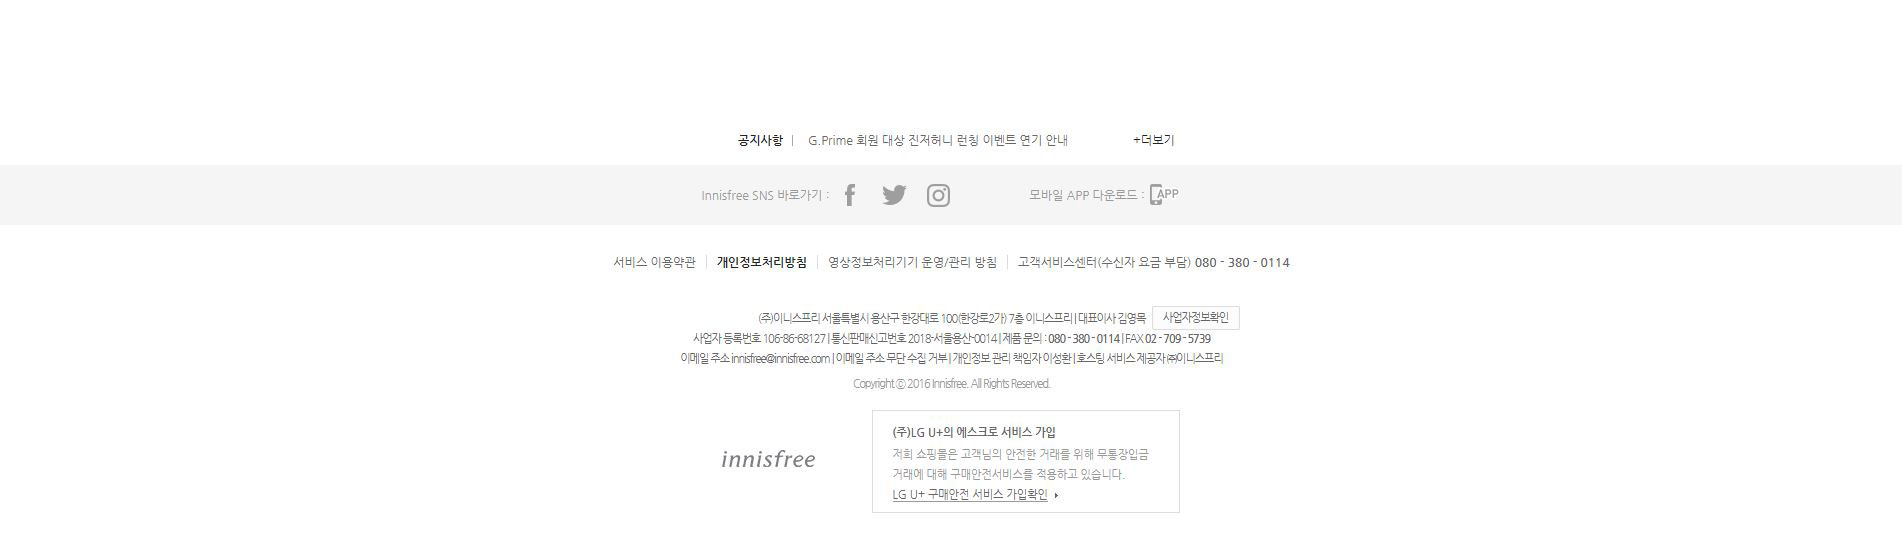 공지사항 | G.Prime 회원 대상 진저허니 런칭 이벤트 연기 안내 +더보기
Innisfree SNS 바로가기 : 모바일 APP 다운로드 : APP
서비스 이용약관 | 개인정보처리방침 | 영상정보처리기기 운영/관리 방침 | 고객서비스센터(수신자 요금 부담) 080 - 380 - 0114
(주)이니스프리 서울특별시 용산구 한강대로 100(한강로2가) 7층 이니스프리 | 대표이사 김영목 사업자정보확인
사업자 등록번호 106-86-68127 | 통신판매신고번호 2018-서울용산-0014 | 제품 문의 : 080 - 380 - 0114 | FAX 02 - 709 - 5739
이메일 주소 innisfree@innisfree.com | 이메일 주소 무단 수집 거부 | 개인정보 관리 책임자 이성환 | 호스팅 서비스 제공자 ㈜이니스프리
Copyright ⓒ 2016 Innisfree. All Rights Reserved.
innisfree
(주)LG U+의 에스크로 서비스 가입
저희 쇼핑몰은 고객님의 안전한 거래를 위해 무통장입금
거래에 대해 구매안전서비스를 적용하고 있습니다.
LG U+ 구매안전 서비스 가입확인